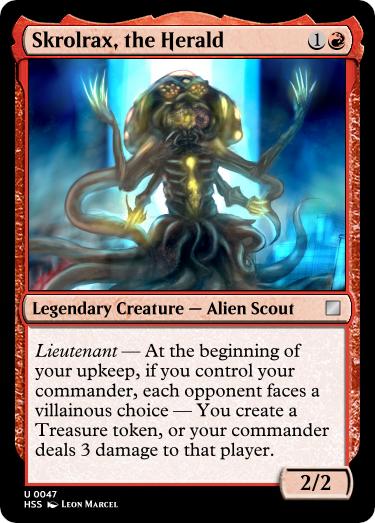 Skrolrax, the Herald 1
Legendary Creature — Alien Scout
Lieutenant — At the beginning of
your upkeep, if you control your
commander, each opponent faces a
villainous choice — You create a
Treasure token, or your commander
deals 3 damage to that player.
2/2
U 0047
HSS Leon Marcel